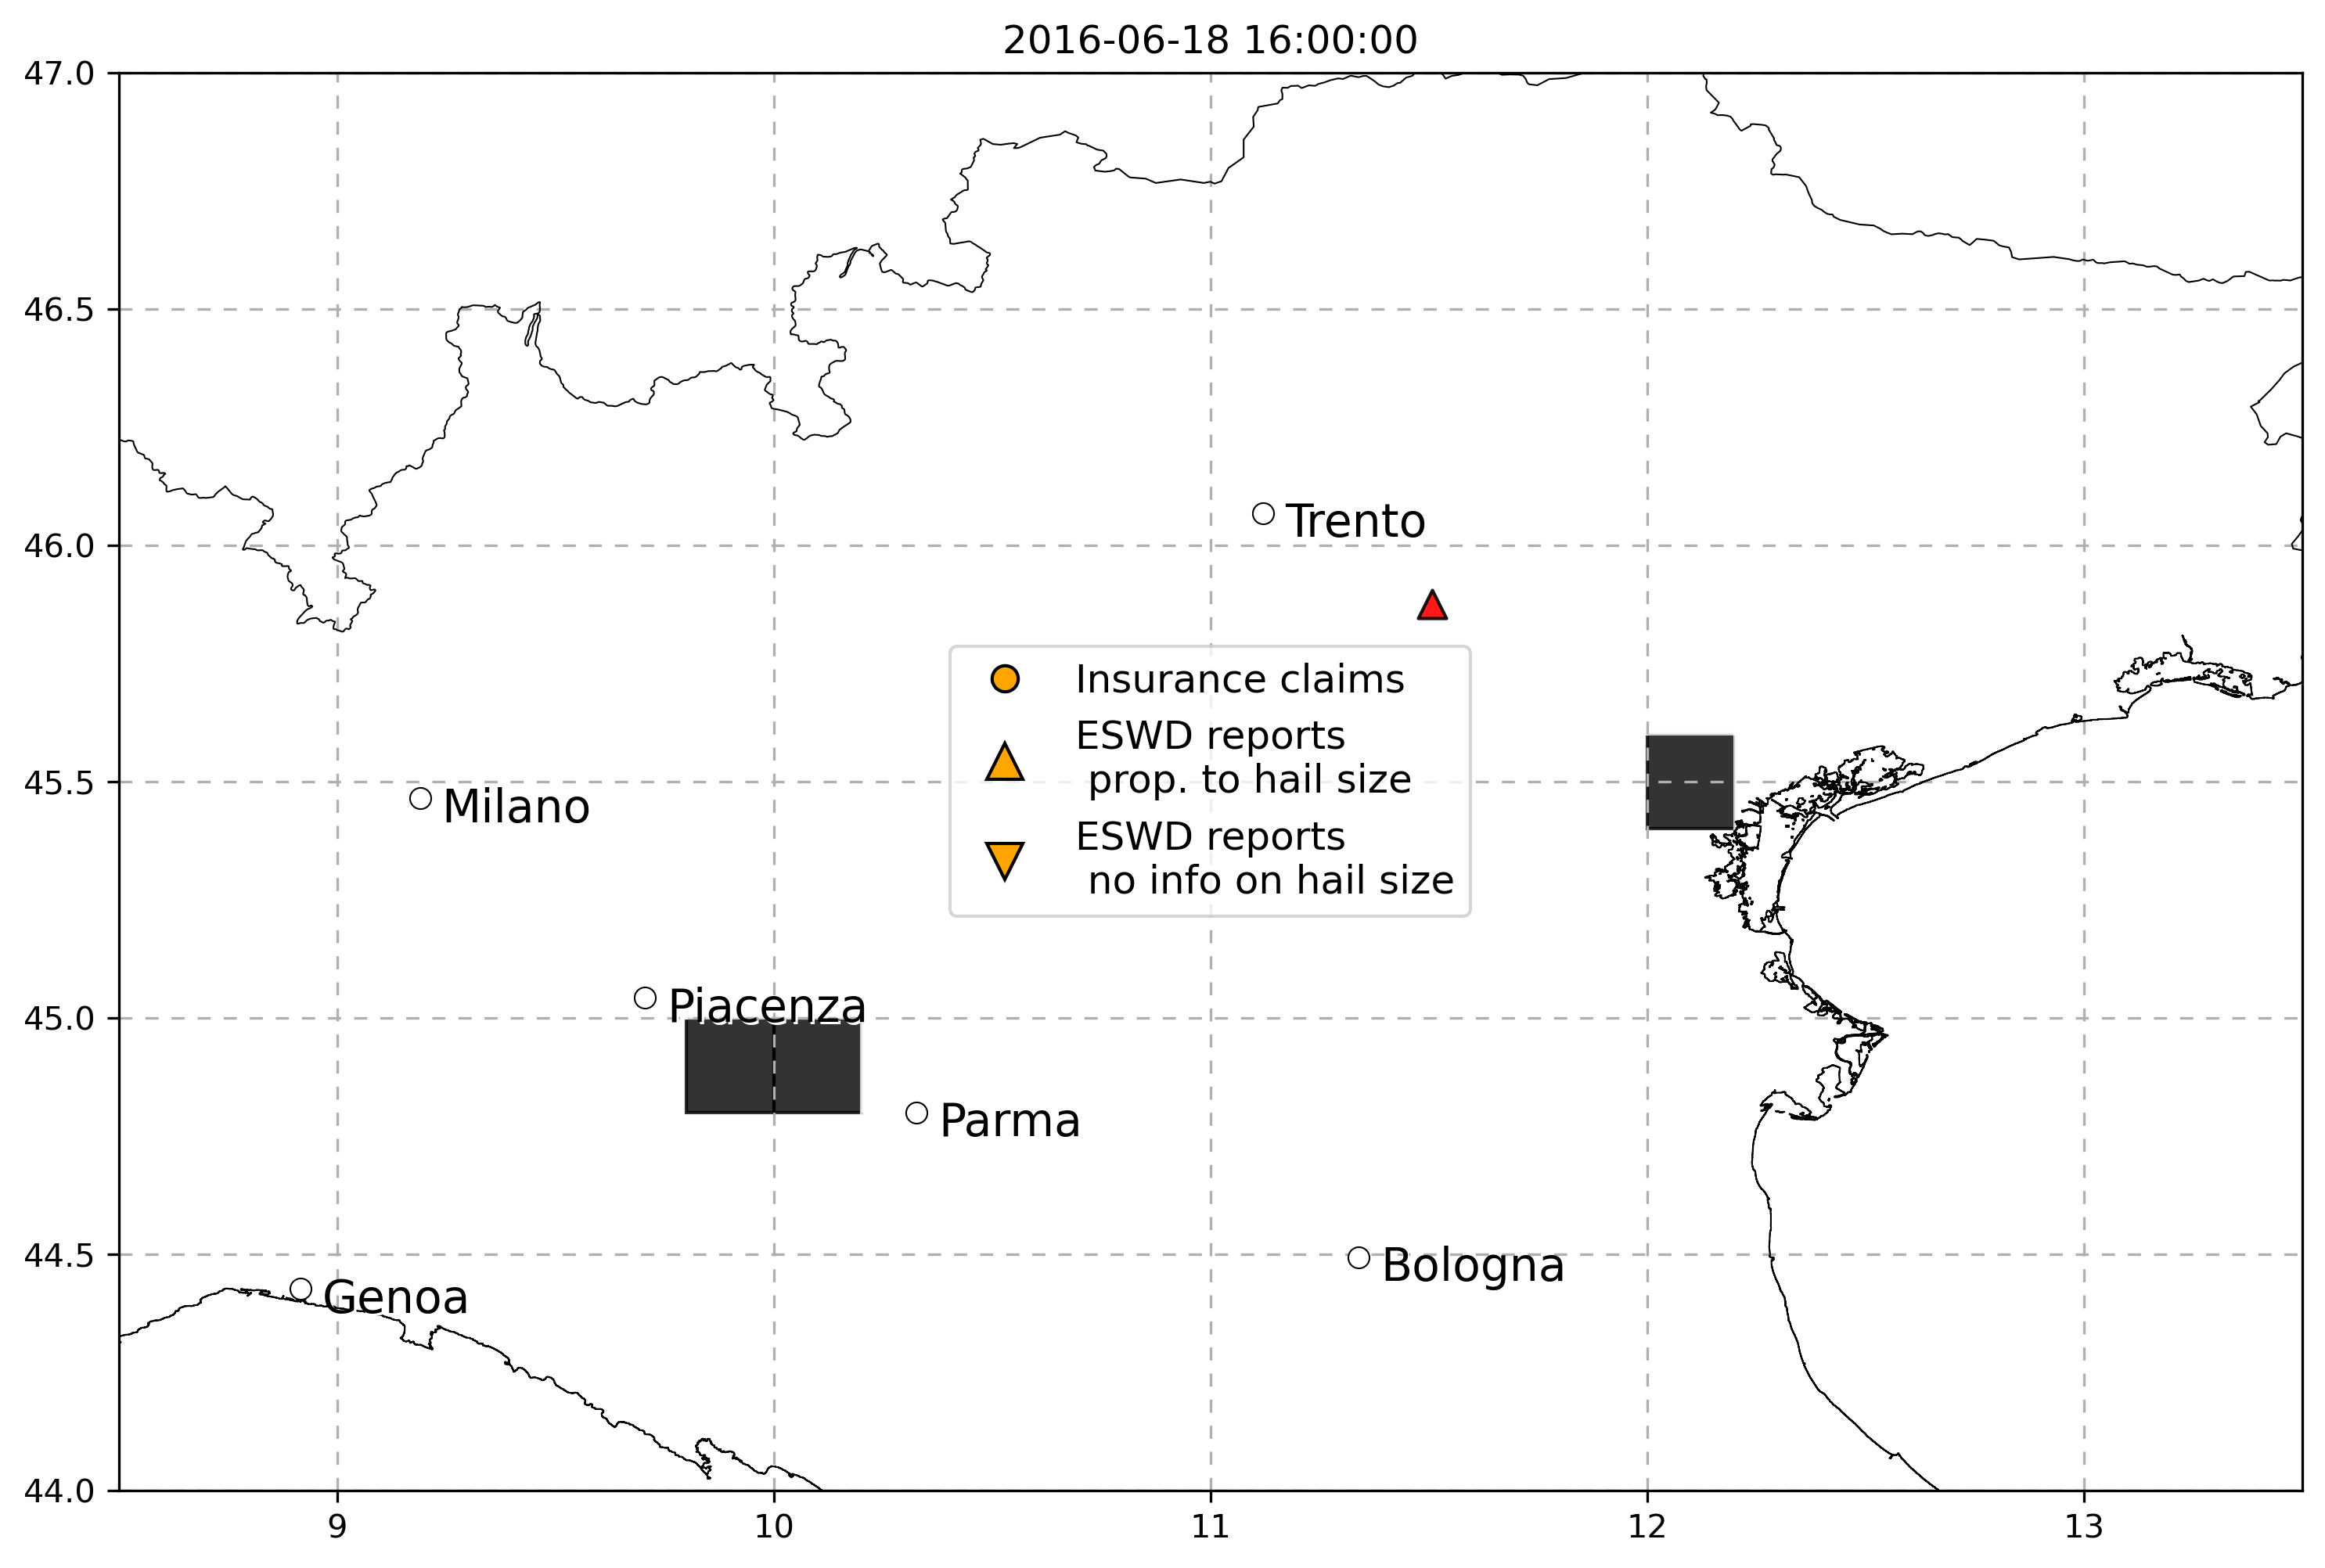 2016-06-18 16:00:00
47.0
46.5
46.0
45.5
45.0
44.5
44.0
Trento
Insurance claims
ESWD reports
prop. to hail size
ESWD reports
no info on hail size
Milano
Piacenza
Parma
Bologna
Genoa
9 10 11 12 13